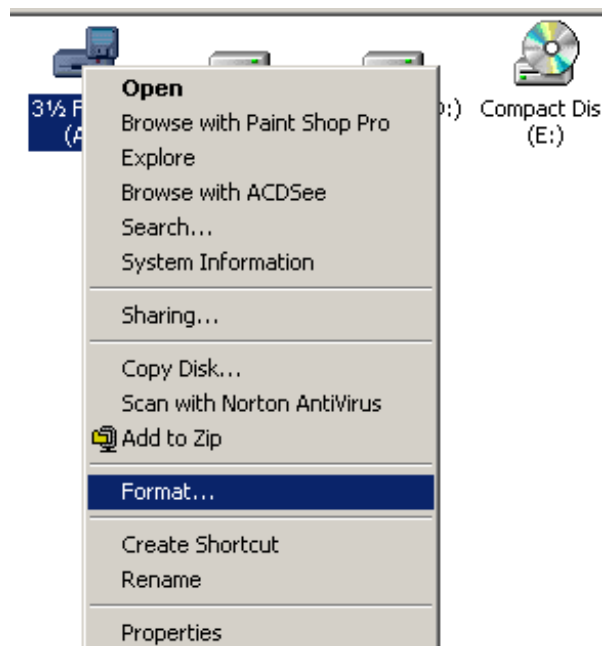 3½ F
(A
:)
Compact Dis
(E:)
Open
Browse with Paint Shop Pro
Explore
Browse with ACDSee
Search...
System Information
Sharing...
Copy Disk...
Scan with Norton AntiVirus
Add to Zip
Format...
Create Shortcut
Rename
Properties